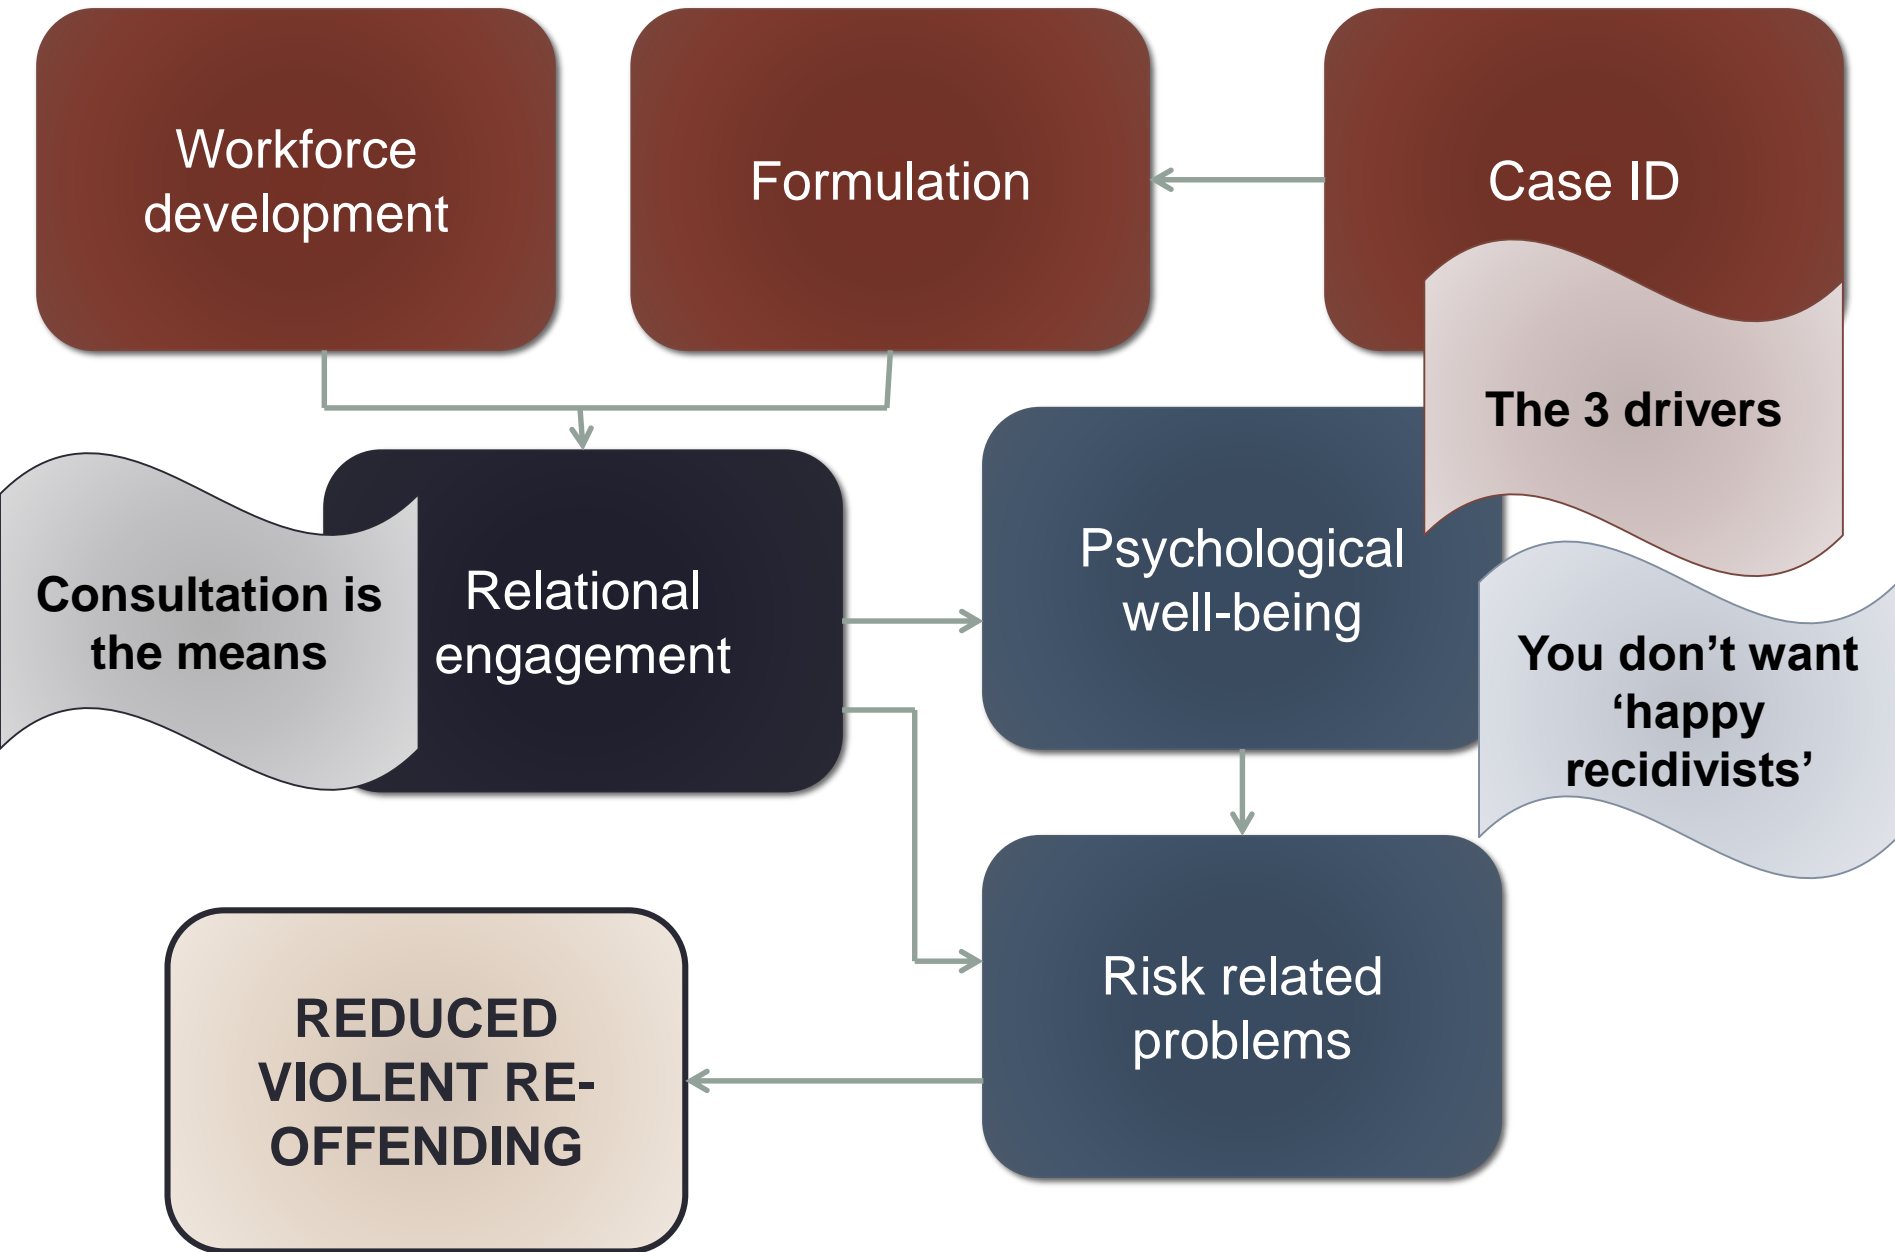 Workforce
development
Formulation
Case ID
The 3 drivers
Consultation is
the means
Relational
engagement
Psychological
well-being
You don’t want
‘happy
recidivists’
Risk related
problems
REDUCED
VIOLENT RE-
OFFENDING